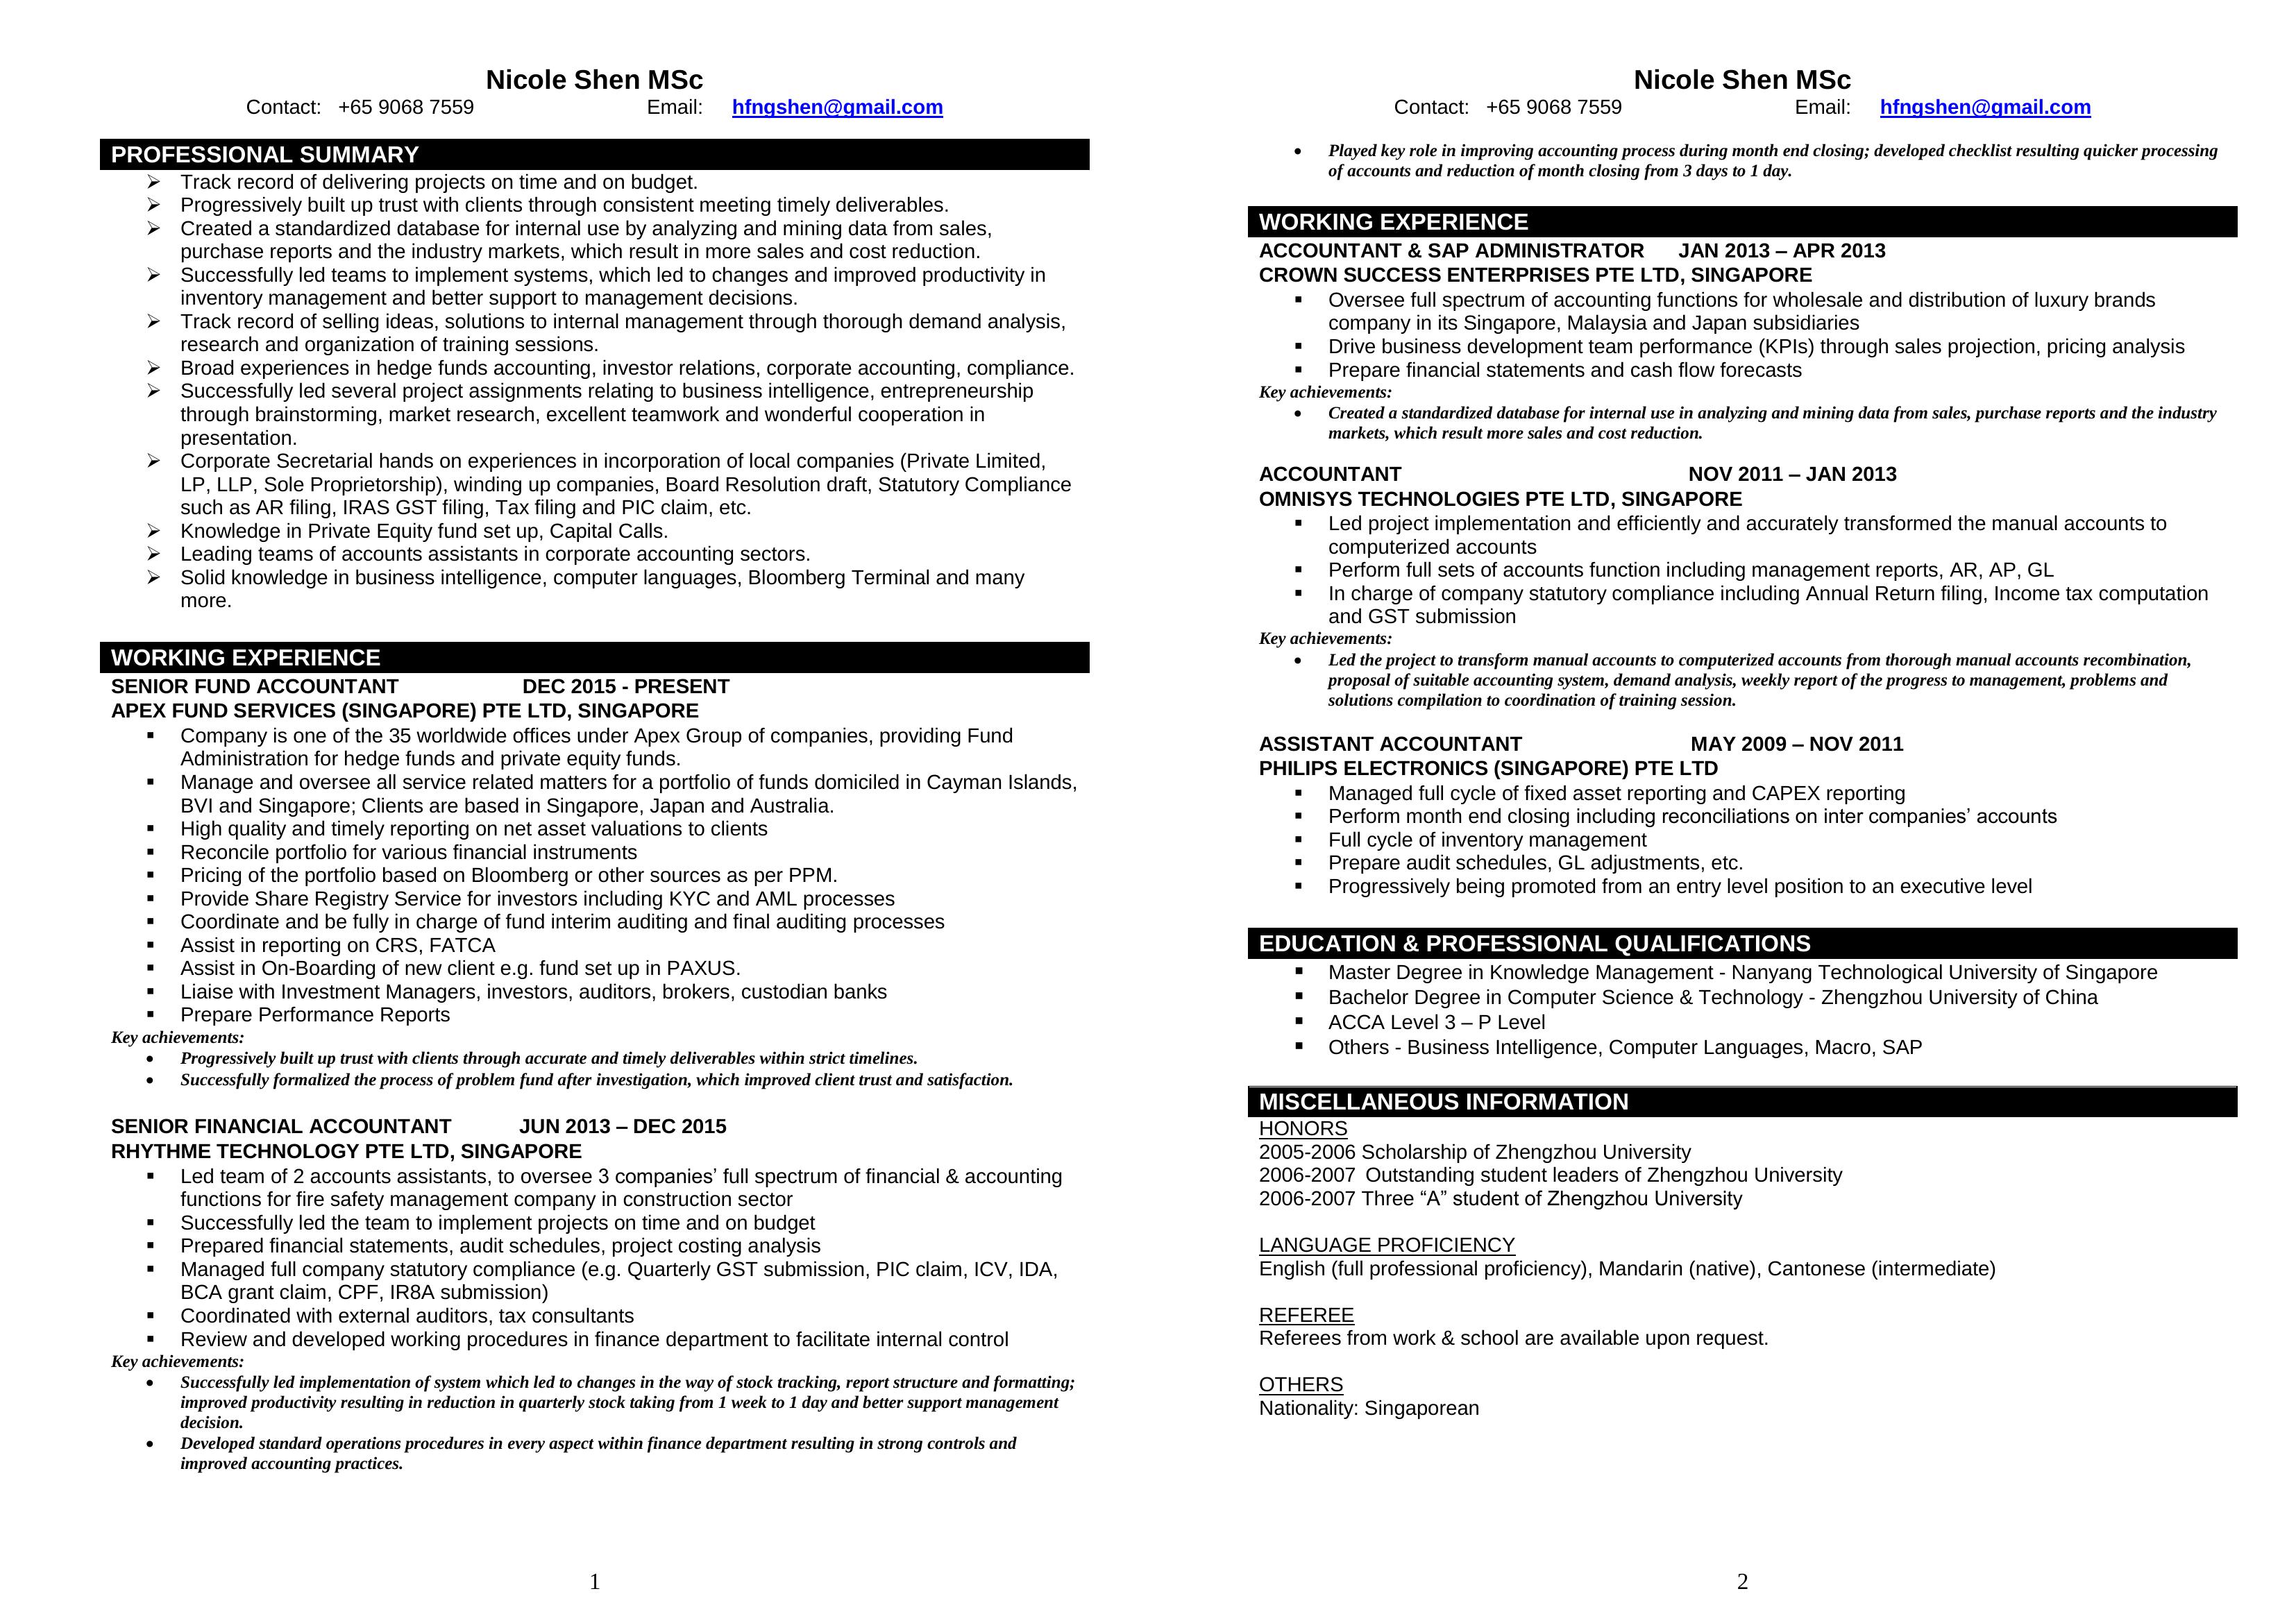 Nicole Shen MSc
Contact: +65 9068 7559 Email: hfngshen@gmail.com
PROFESSIONAL SUMMARY
➢ Track record of delivering projects on time and on budget.
➢ Progressively built up trust with clients through consistent meeting timely deliverables.
➢ Created a standardized database for internal use by analyzing and mining data from sales,
purchase reports and the industry markets, which result in more sales and cost reduction.
➢ Successfully led teams to implement systems, which led to changes and improved productivity in
inventory management and better support to management decisions.
➢ Track record of selling ideas, solutions to internal management through thorough demand analysis,
research and organization of training sessions.
➢ Broad experiences in hedge funds accounting, investor relations, corporate accounting, compliance.
➢ Successfully led several project assignments relating to business intelligence, entrepreneurship
through brainstorming, market research, excellent teamwork and wonderful cooperation in
presentation.
➢ Corporate Secretarial hands on experiences in incorporation of local companies (Private Limited,
LP, LLP, Sole Proprietorship), winding up companies, Board Resolution draft, Statutory Compliance
such as AR filing, IRAS GST filing, Tax filing and PIC claim, etc.
➢ Knowledge in Private Equity fund set up, Capital Calls.
➢ Leading teams of accounts assistants in corporate accounting sectors.
➢ Solid knowledge in business intelligence, computer languages, Bloomberg Terminal and many
more.
WORKING EXPERIENCE
SENIOR FUND ACCOUNTANT DEC 2015 - PRESENT
APEX FUND SERVICES (SINGAPORE) PTE LTD, SINGAPORE
▪ Company is one of the 35 worldwide offices under Apex Group of companies, providing Fund
Administration for hedge funds and private equity funds.
▪ Manage and oversee all service related matters for a portfolio of funds domiciled in Cayman Islands,
BVI and Singapore; Clients are based in Singapore, Japan and Australia.
▪ High quality and timely reporting on net asset valuations to clients
▪ Reconcile portfolio for various financial instruments
▪ Pricing of the portfolio based on Bloomberg or other sources as per PPM.
▪ Provide Share Registry Service for investors including KYC and AML processes
▪ Coordinate and be fully in charge of fund interim auditing and final auditing processes
▪ Assist in reporting on CRS, FATCA
▪ Assist in On-Boarding of new client e.g. fund set up in PAXUS.
▪ Liaise with Investment Managers, investors, auditors, brokers, custodian banks
▪ Prepare Performance Reports
Key achievements:
• Progressively built up trust with clients through accurate and timely deliverables within strict timelines.
• Successfully formalized the process of problem fund after investigation, which improved client trust and satisfaction.
SENIOR FINANCIAL ACCOUNTANT JUN 2013 – DEC 2015
RHYTHME TECHNOLOGY PTE LTD, SINGAPORE
▪ Led team of 2 accounts assistants, to oversee 3 companies’ full spectrum of financial & accounting
functions for fire safety management company in construction sector
▪ Successfully led the team to implement projects on time and on budget
▪ Prepared financial statements, audit schedules, project costing analysis
▪ Managed full company statutory compliance (e.g. Quarterly GST submission, PIC claim, ICV, IDA,
BCA grant claim, CPF, IR8A submission)
▪ Coordinated with external auditors, tax consultants
▪ Review and developed working procedures in finance department to facilitate internal control
Key achievements:
• Successfully led implementation of system which led to changes in the way of stock tracking, report structure and formatting;
improved productivity resulting in reduction in quarterly stock taking from 1 week to 1 day and better support management
decision.
• Developed standard operations procedures in every aspect within finance department resulting in strong controls and
improved accounting practices.
1
Nicole Shen MSc
Contact: +65 9068 7559 Email: hfngshen@gmail.com
• Played key role in improving accounting process during month end closing; developed checklist resulting quicker processing
of accounts and reduction of month closing from 3 days to 1 day.
WORKING EXPERIENCE
ACCOUNTANT & SAP ADMINISTRATOR JAN 2013 – APR 2013
CROWN SUCCESS ENTERPRISES PTE LTD, SINGAPORE
▪ Oversee full spectrum of accounting functions for wholesale and distribution of luxury brands
company in its Singapore, Malaysia and Japan subsidiaries
▪ Drive business development team performance (KPIs) through sales projection, pricing analysis
▪ Prepare financial statements and cash flow forecasts
Key achievements:
• Created a standardized database for internal use in analyzing and mining data from sales, purchase reports and the industry
markets, which result more sales and cost reduction.
ACCOUNTANT NOV 2011 – JAN 2013
OMNISYS TECHNOLOGIES PTE LTD, SINGAPORE
▪ Led project implementation and efficiently and accurately transformed the manual accounts to
computerized accounts
▪ Perform full sets of accounts function including management reports, AR, AP, GL
▪ In charge of company statutory compliance including Annual Return filing, Income tax computation
and GST submission
Key achievements:
• Led the project to transform manual accounts to computerized accounts from thorough manual accounts recombination,
proposal of suitable accounting system, demand analysis, weekly report of the progress to management, problems and
solutions compilation to coordination of training session.
ASSISTANT ACCOUNTANT MAY 2009 – NOV 2011
PHILIPS ELECTRONICS (SINGAPORE) PTE LTD
▪ Managed full cycle of fixed asset reporting and CAPEX reporting
▪ Perform month end closing including reconciliations on inter companies’ accounts
▪ Full cycle of inventory management
▪ Prepare audit schedules, GL adjustments, etc.
▪ Progressively being promoted from an entry level position to an executive level
EDUCATION & PROFESSIONAL QUALIFICATIONS
▪ Master Degree in Knowledge Management - Nanyang Technological University of Singapore
▪ Bachelor Degree in Computer Science & Technology - Zhengzhou University of China
▪ ACCA Level 3 – P Level
▪ Others - Business Intelligence, Computer Languages, Macro, SAP
MISCELLANEOUS INFORMATION
HONORS
2005-2006 Scholarship of Zhengzhou University
2006-2007 Outstanding student leaders of Zhengzhou University
2006-2007 Three “A” student of Zhengzhou University
LANGUAGE PROFICIENCY
English (full professional proficiency), Mandarin (native), Cantonese (intermediate)
REFEREE
Referees from work & school are available upon request.
OTHERS
Nationality: Singaporean
2